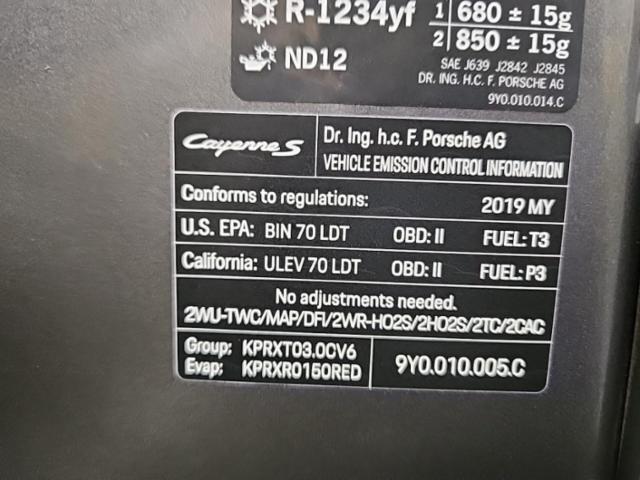 R-1234yf 1 680 ± 15g
2 850 ± 15g
ND12
SAE J639 J2842 J2845
DR. ING. H.C. F. PORSCHE AG
9Y0.010.014.C
Cayenne S
Dr. Ing. h.c. F. Porsche AG
VEHICLE EMISSION CONTROL INFORMATION
Conforms to regulations: 2019 MY
U.S. EPA: BIN 70 LDT OBD: II FUEL: T3
California: ULEV 70 LDT OBD: II FUEL: P3
No adjustments needed.
2WU-TWC/MAP/DFI/2WR-HO2S/2HO2S/2TC/2CAC
Group: KPRXT03.0CV6
Evap: KPRXR0150RED
9Y0.010.005.C